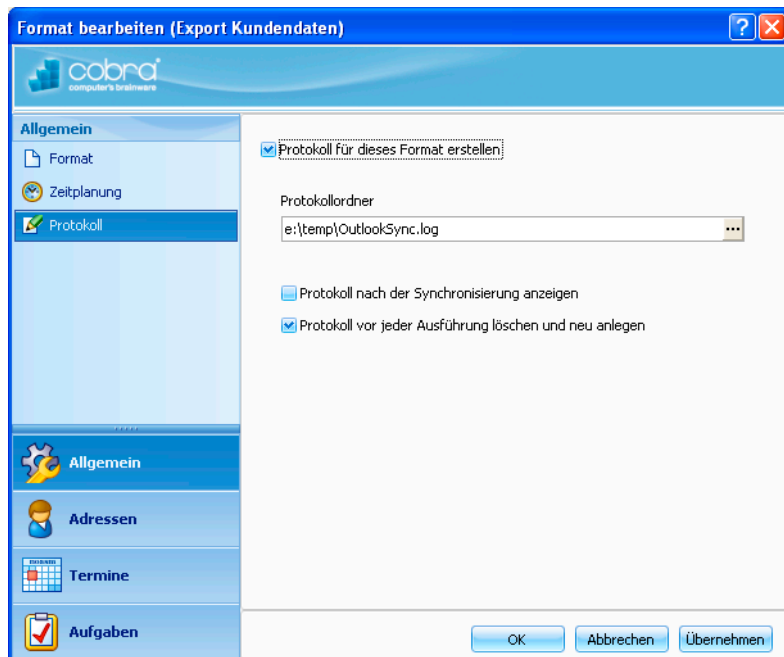 Format bearbeiten (Export Kundendaten)
cobra
computer's brainware
Allgemein
Format
Zeitplanung
Protokoll
Protokoll für dieses Format erstellen
Protokollordner
e:\temp\OutlookSync.log
...
Protokoll nach der Synchronisierung anzeigen
Protokoll vor jeder Ausführung löschen und neu anlegen
Allgemein
Adressen
Termine
Aufgaben
OK
Abbrechen
Übernehmen